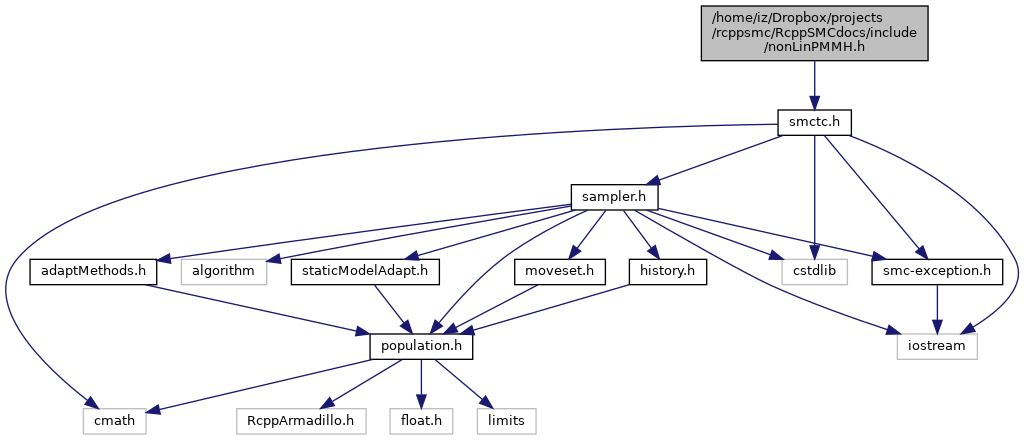 /home/iz/Dropbox/projects
/rcppsmc/RcppSMCdocs/include
/nonLinPMMH.h
smctc.h
sampler.h
adaptMethods.h
algorithm
staticModelAdapt.h
moveset.h
history.h
cstdlib
smc-exception.h
population.h
iostream
cmath
RcppArmadillo.h
float.h
limits